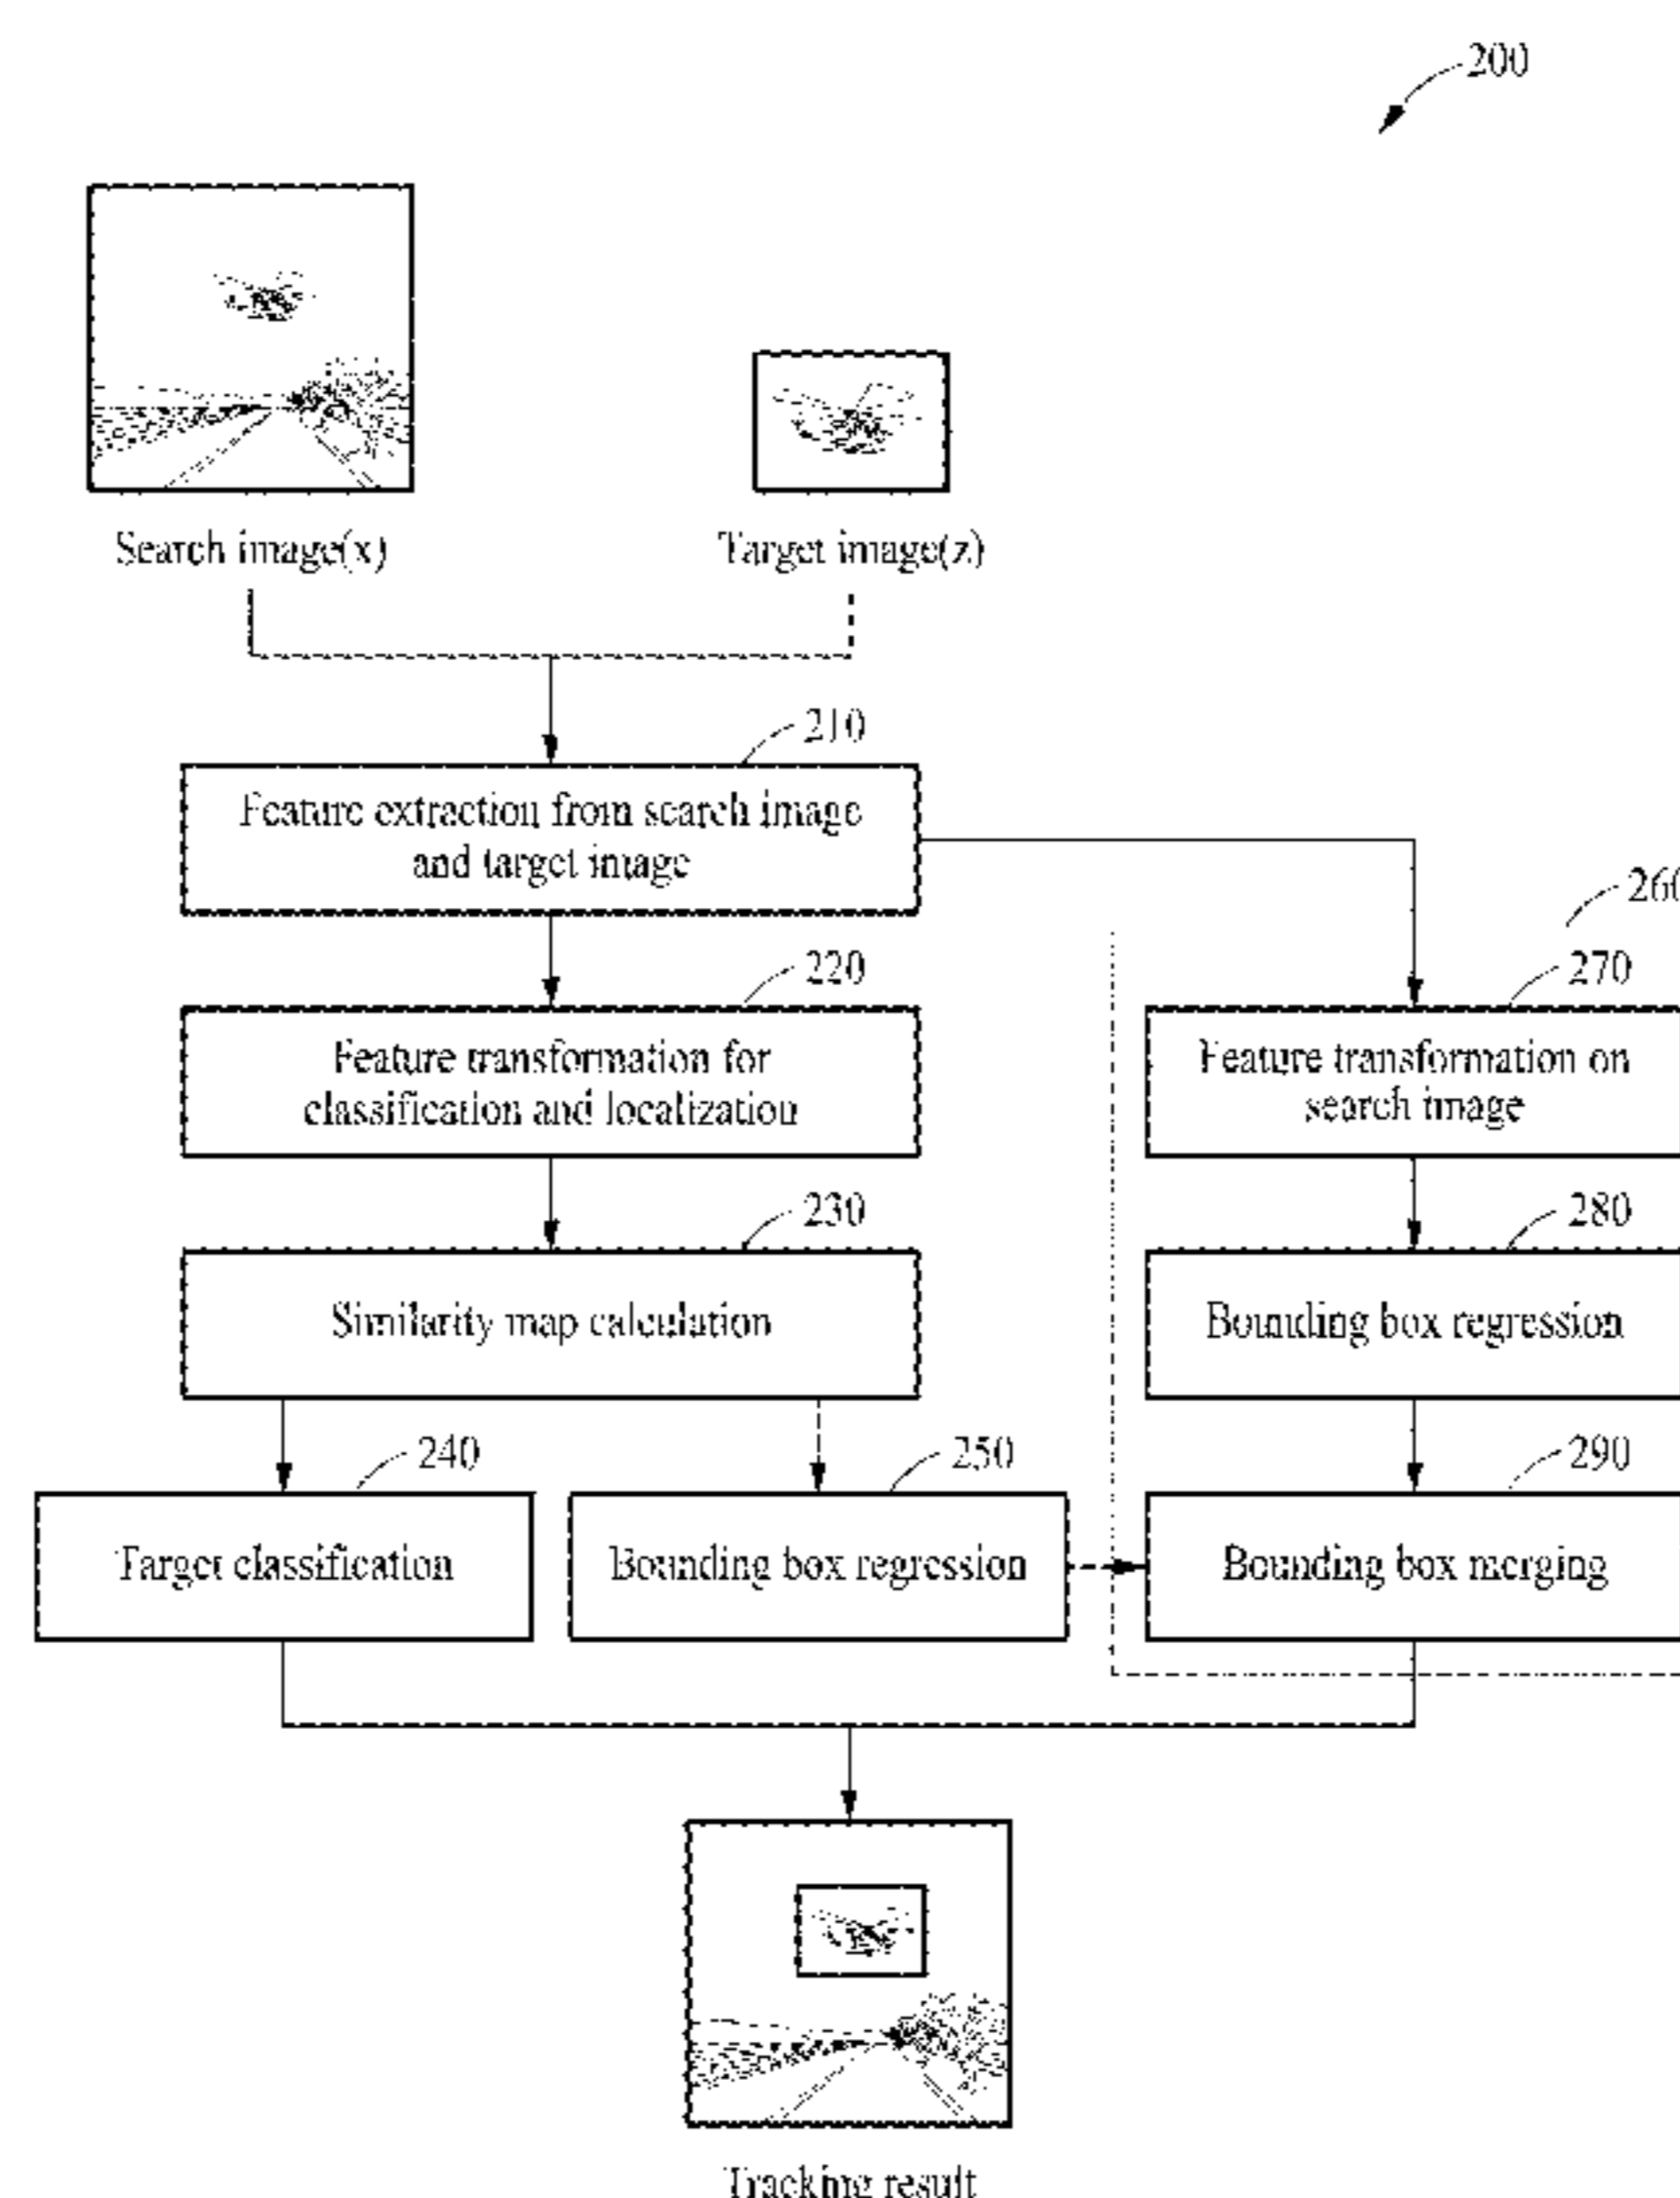 200
Search image(x)
Target image(z)
210
Feature extraction from search image
and target image
260
220
270
Feature transformation for
classification and localization
Feature transformation on
search image
230
280
Similarity map calculation
Bounding box regression
240
250
290
Target classification
Bounding box regression
Bounding box merging
Tracking result